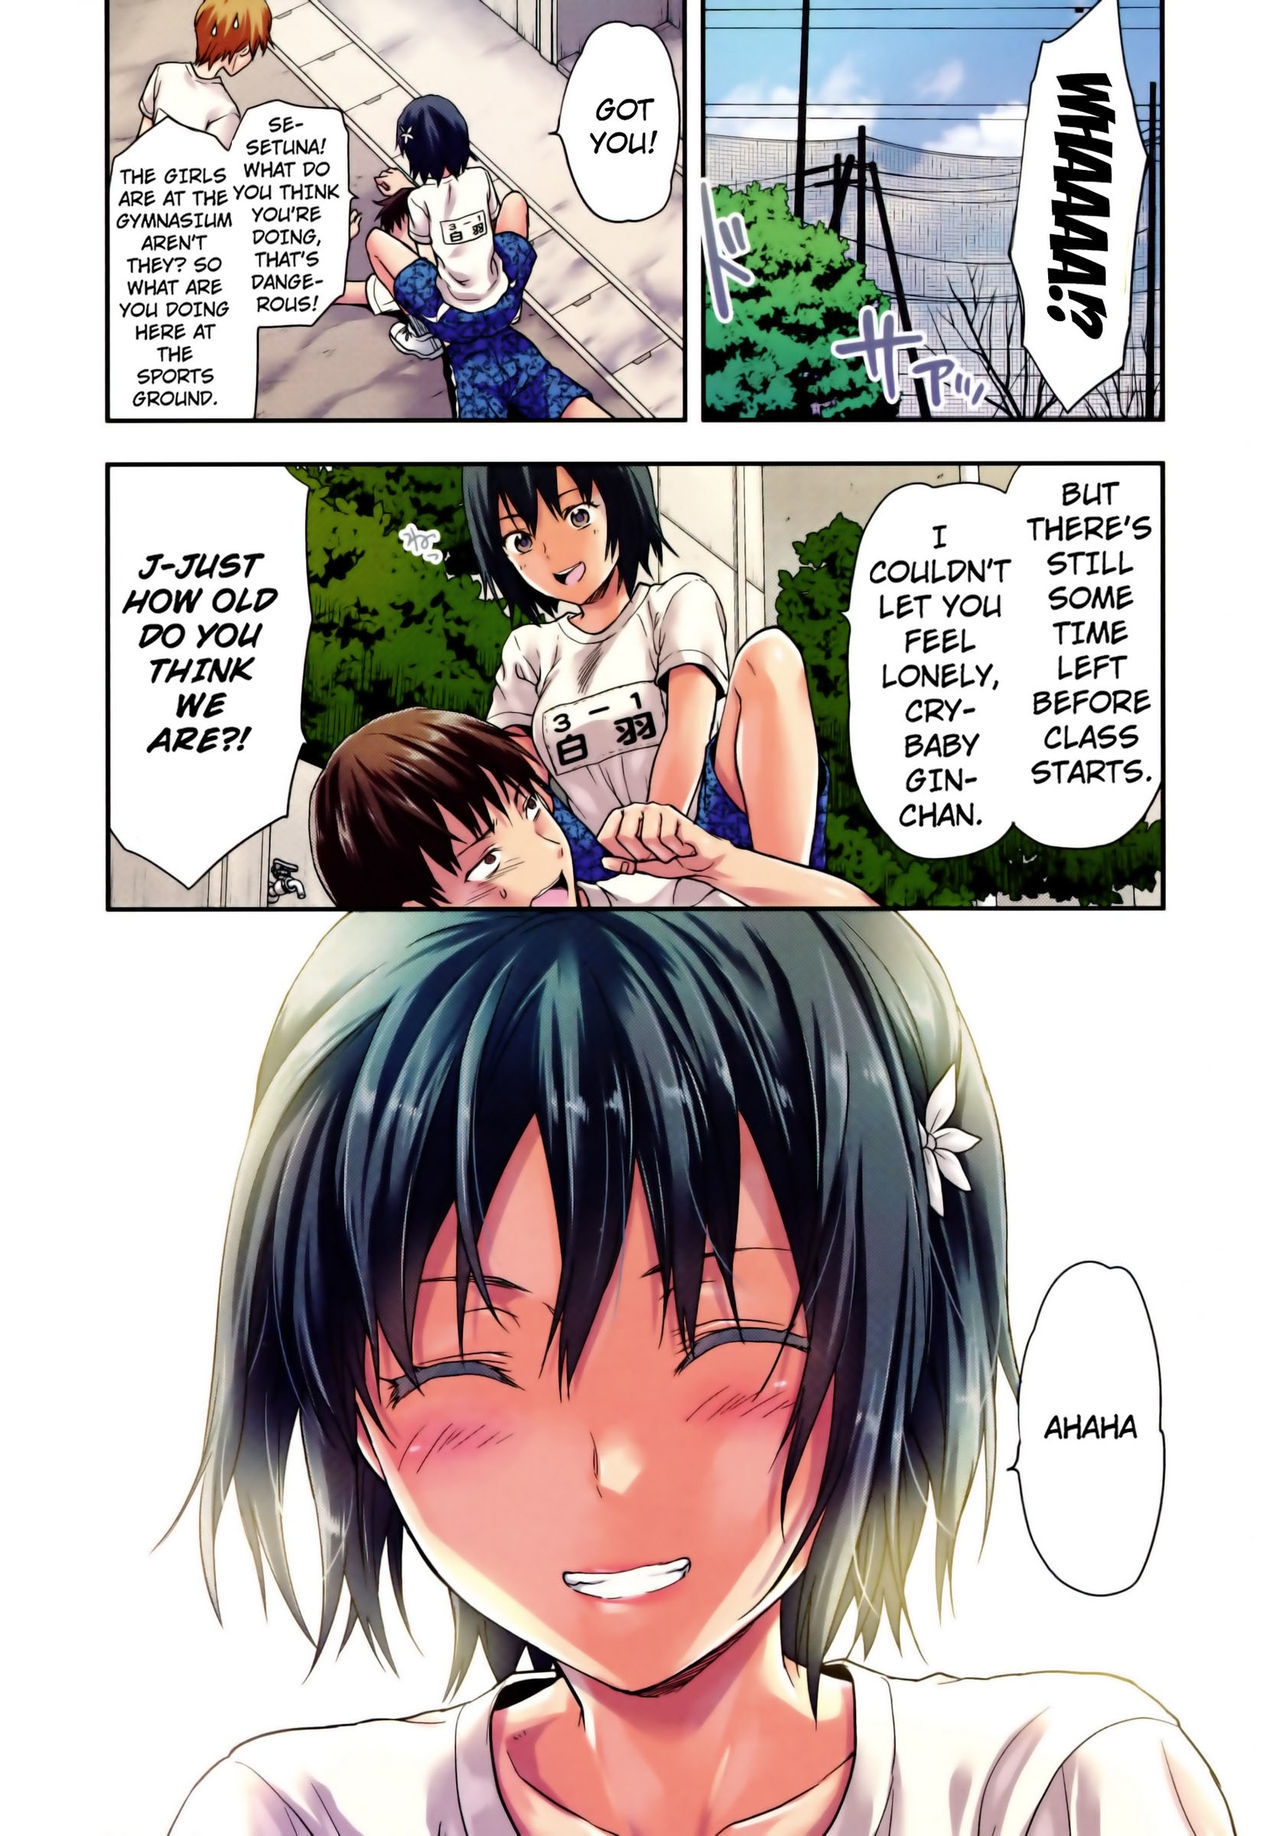 WHAAAA!?
ドサァッ
GOT
YOU!
3-1
白羽
SE-
SETUNA!
WHAT DO
YOU THINK
YOU'RE
DOING,
THAT'S
DANGE-
ROUS!
THE GIRLS
ARE AT THE
GYMNASIUM
AREN'T
THEY? SO
WHAT ARE
YOU DOING
HERE AT
THE
SPORTS
GROUND.
BUT
THERE'S
STILL
SOME
TIME
LEFT
BEFORE
CLASS
STARTS.
I
COULDN'T
LET YOU
FEEL
LONELY,
CRY-
BABY
GIN-
CHAN.
3-1
白羽
J-JUST
HOW OLD
DO YOU
THINK
WE
ARE?!
AHAHA